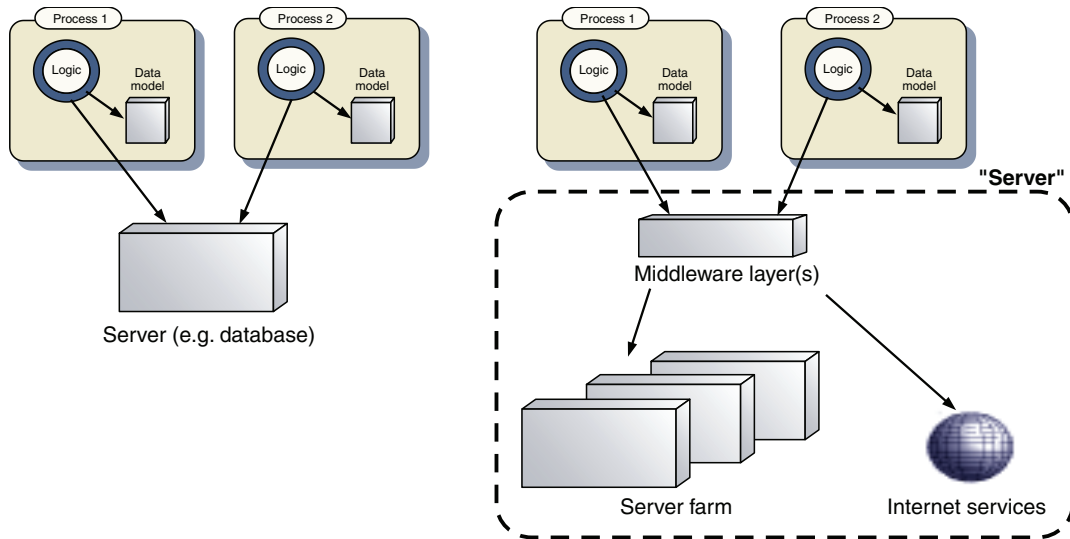 Process 1
Logic
Data
model
Process 2
Logic
Data
model
Server (e.g. database)
Process 1
Logic
Data
model
Process 2
Logic
Data
model
"Server"
Middleware layer(s)
Server farm
Internet services